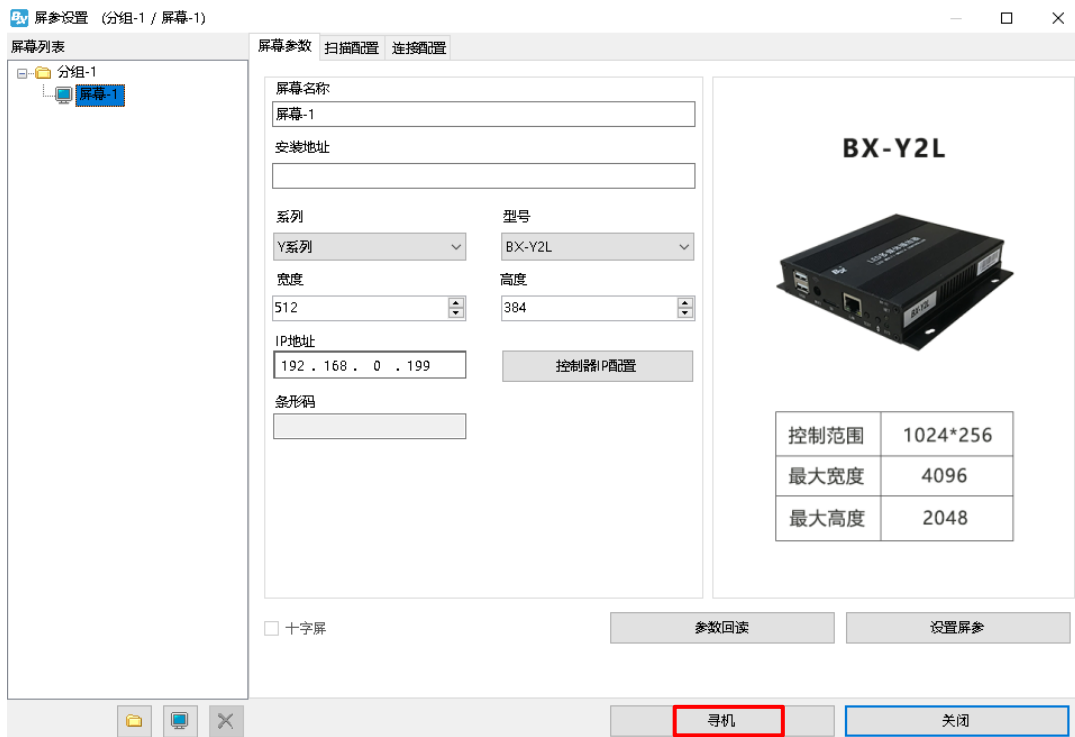 屏参设置 (分组-1 / 屏幕-1)
屏幕列表
屏幕参数 扫描配置 连接配置
分组-1
屏幕-1
屏幕名称
屏幕-1
安装地址
系列 型号
Y系列 BX-Y2L
宽度 高度
512 384
IP地址
192 . 168 . 0 . 199
控制器IP配置
条形码
BX-Y2L
控制范围 1024*256
最大宽度 4096
最大高度 2048
十字屏
参数回读
设置屏参
寻机
关闭